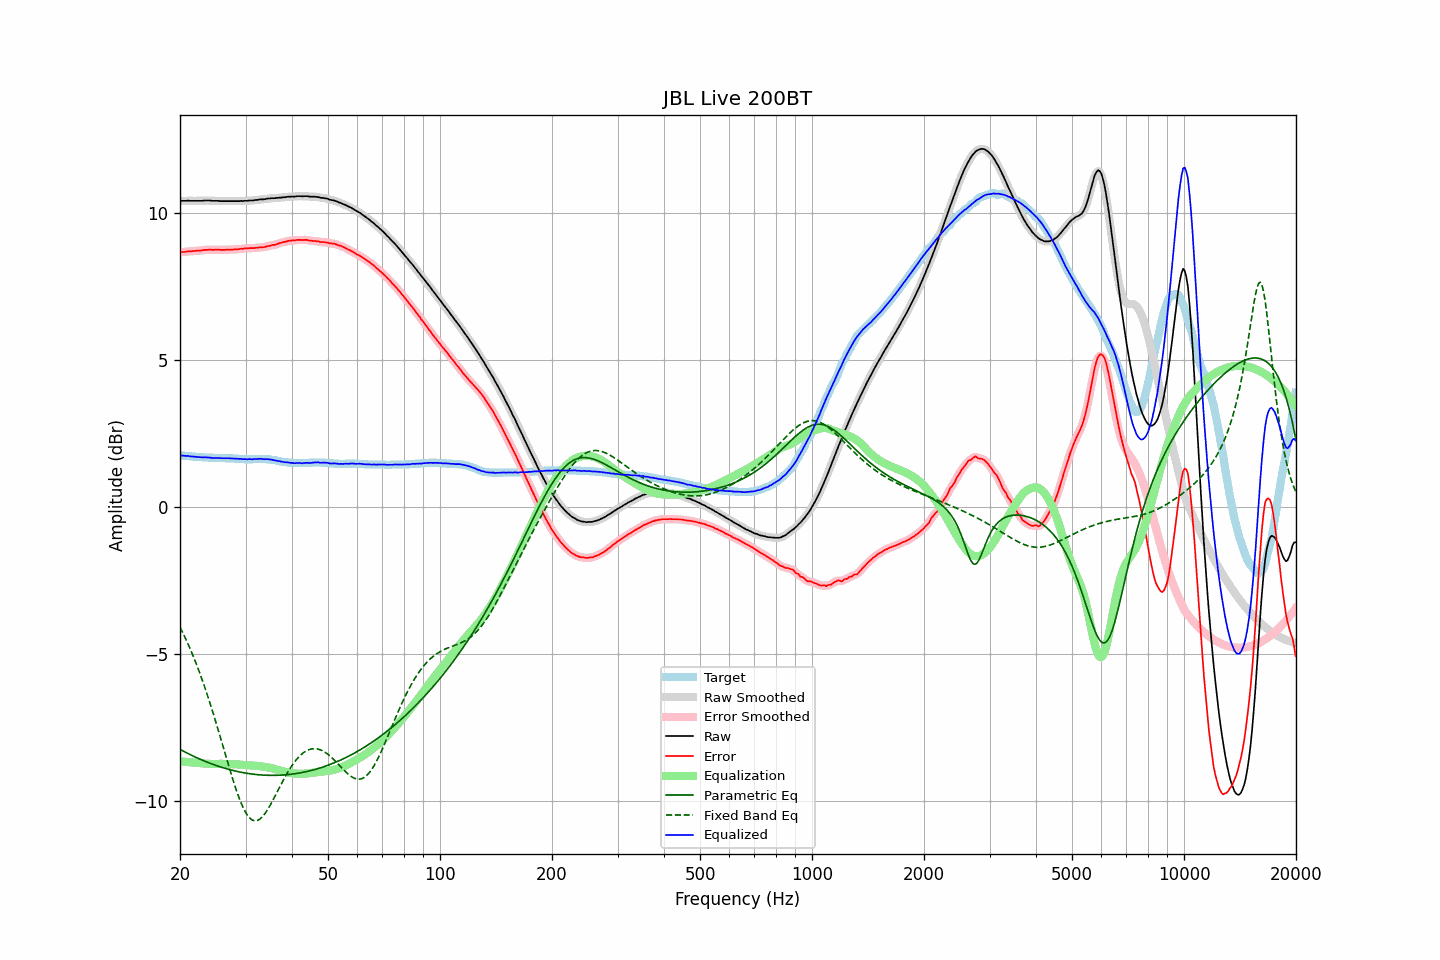 JBL Live 200BT
Amplitude (dBr)
10
5
0
−5
−10
Target
Raw Smoothed
Error Smoothed
Raw
Error
Equalization
Parametric Eq
Fixed Band Eq
Equalized
20 50 100 200 500 1000 2000 5000 10000 20000
Frequency (Hz)